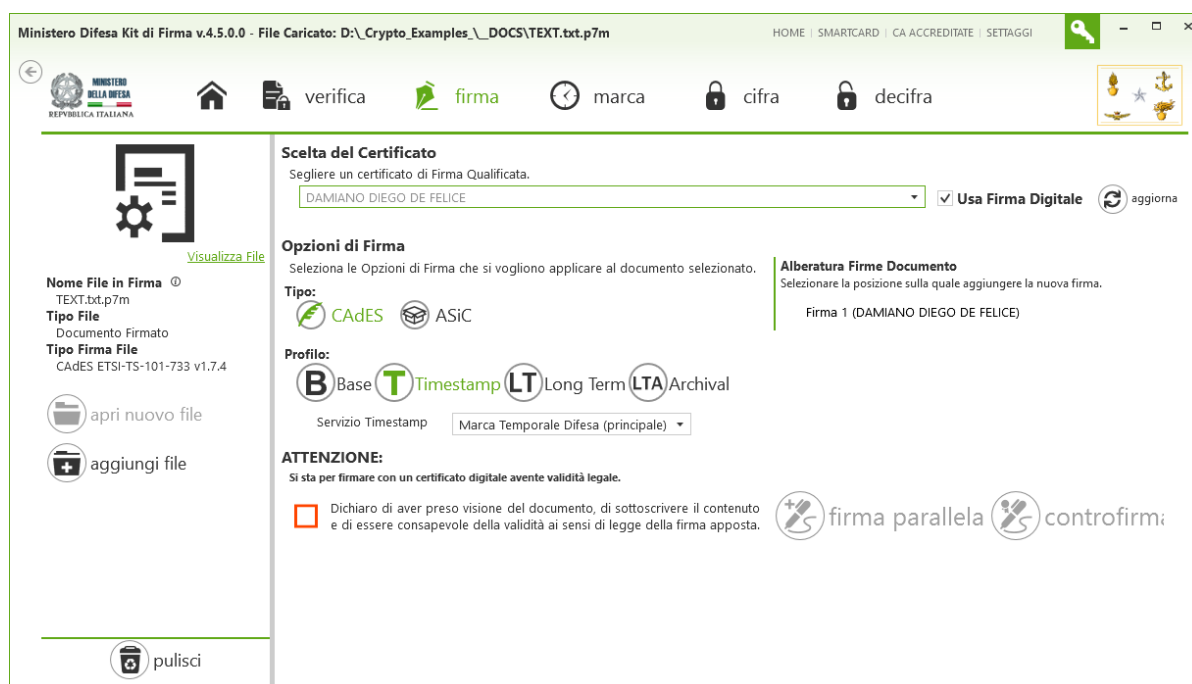 Ministero Difesa Kit di Firma v.4.5.0.0 - File Caricato: D:\_Crypto_Examples_\__DOCS\TEXT.txt.p7m
HOME | SMARTCARD | CA ACCREDITATE | SETTAGGI
MINISTERO
DELLA DIFESA
REPVBBLICA ITALIANA
verifica
firma
marca
cifra
decifra
Visualizza File
Nome File in Firma
TEXT.txt.p7m
Tipo File
Documento Firmato
Tipo Firma File
CAdES ETSI-TS-101-733 v1.7.4
apri nuovo file
aggiungi file
pulisci
Scelta del Certificato
Segliere un certificato di Firma Qualificata.
DAMIANO DIEGO DE FELICE
Usa Firma Digitale
aggiorna
Opzioni di Firma
Seleziona le Opzioni di Firma che si vogliono applicare al documento selezionato.
Tipo:
CAdES
ASiC
Profilo:
B Base T Timestamp LT Long Term LTA Archival
Servizio Timestamp
Marca Temporale Difesa (principale)
Alberatura Firme Documento
Selezionare la posizione sulla quale aggiungere la nuova firma.
Firma 1 (DAMIANO DIEGO DE FELICE)
ATTENZIONE:
Si sta per firmare con un certificato digitale avente validità legale.
Dichiaro di aver preso visione del documento, di sottoscrivere il contenuto
e di essere consapevole della validità ai sensi di legge della firma apposta.
firma parallela
controfirma